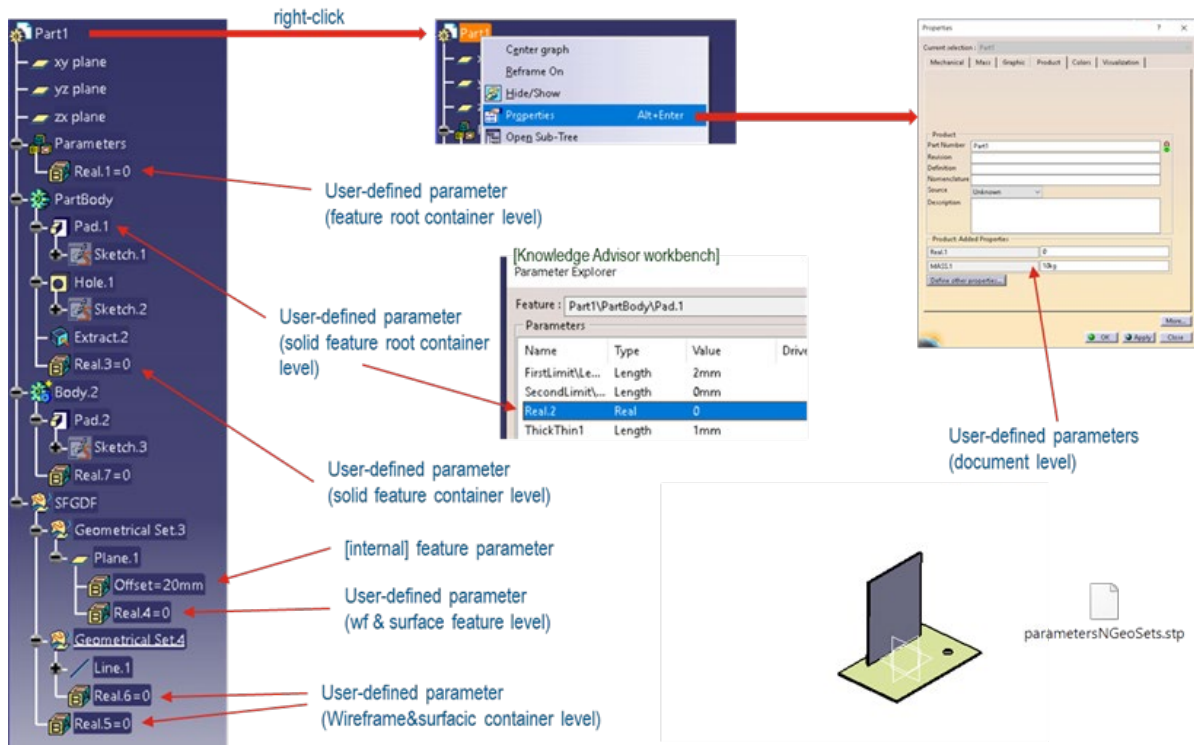 right-click
Part1
xy plane
yz plane
zx plane
Parameters
Real.1=0
PartBody
Pad.1
Sketch.1
Hole.1
Sketch.2
Extract.2
Real.3=0
Body.2
Pad.2
Sketch.3
Real.7=0
SFGDF
Geometrical Set.3
Plane.1
Offset=20mm
Real.4=0
Geometrical Set.4
Line.1
Real.6=0
Real.5=0
Part1
Center graph
Reframe On
Hide/Show
Properties Alt+Enter
Open Sub-Tree
Properties ? X
Current selection : Part1
Mechanical Mass Graphic Product Colors Visualization
Product
Part Number Part1
Revision
Definition
Nomenclature
Source Unknown
Description
Product: Added Properties
Real.1 0
MASS.1 10kg
Define other properties...
More...
OK Apply Close
User-defined parameter
(feature root container level)
[Knowledge Advisor workbench]
Parameter Explorer
Feature : Part1\PartBody\Pad.1
Parameters
Name Type Value Drive
FirstLimit\Le... Length 2mm
SecondLimit\... Length 0mm
Real.2 Real 0
ThickThin1 Length 1mm
User-defined parameter
(solid feature root container
level)
User-defined parameters
(document level)
User-defined parameter
(solid feature container level)
[internal] feature parameter
User-defined parameter
(wf & surface feature level)
User-defined parameter
(Wireframe&surfacic container level)
parametersNGeoSets.stp